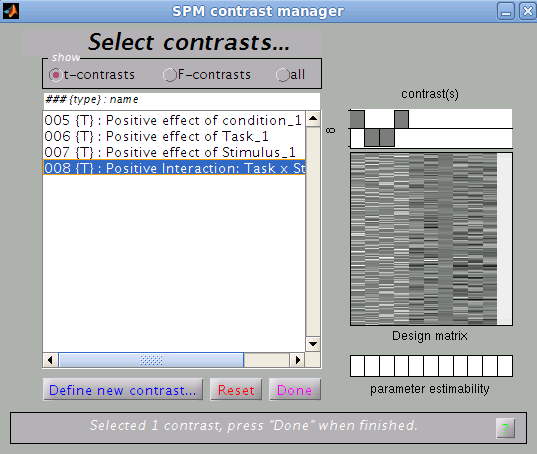 SPM contrast manager
Select contrasts...
show
t-contrasts
F-contrasts
all
### {type} : name
005 {T} : Positive effect of condition_1
006 {T} : Positive effect of Task_1
007 {T} : Positive effect of Stimulus_1
008 {T} : Positive Interaction: Task x St
Define new contrast...
Reset
Done
contrast(s)
8
Design matrix
parameter estimability
Selected 1 contrast, press "Done" when finished.
?